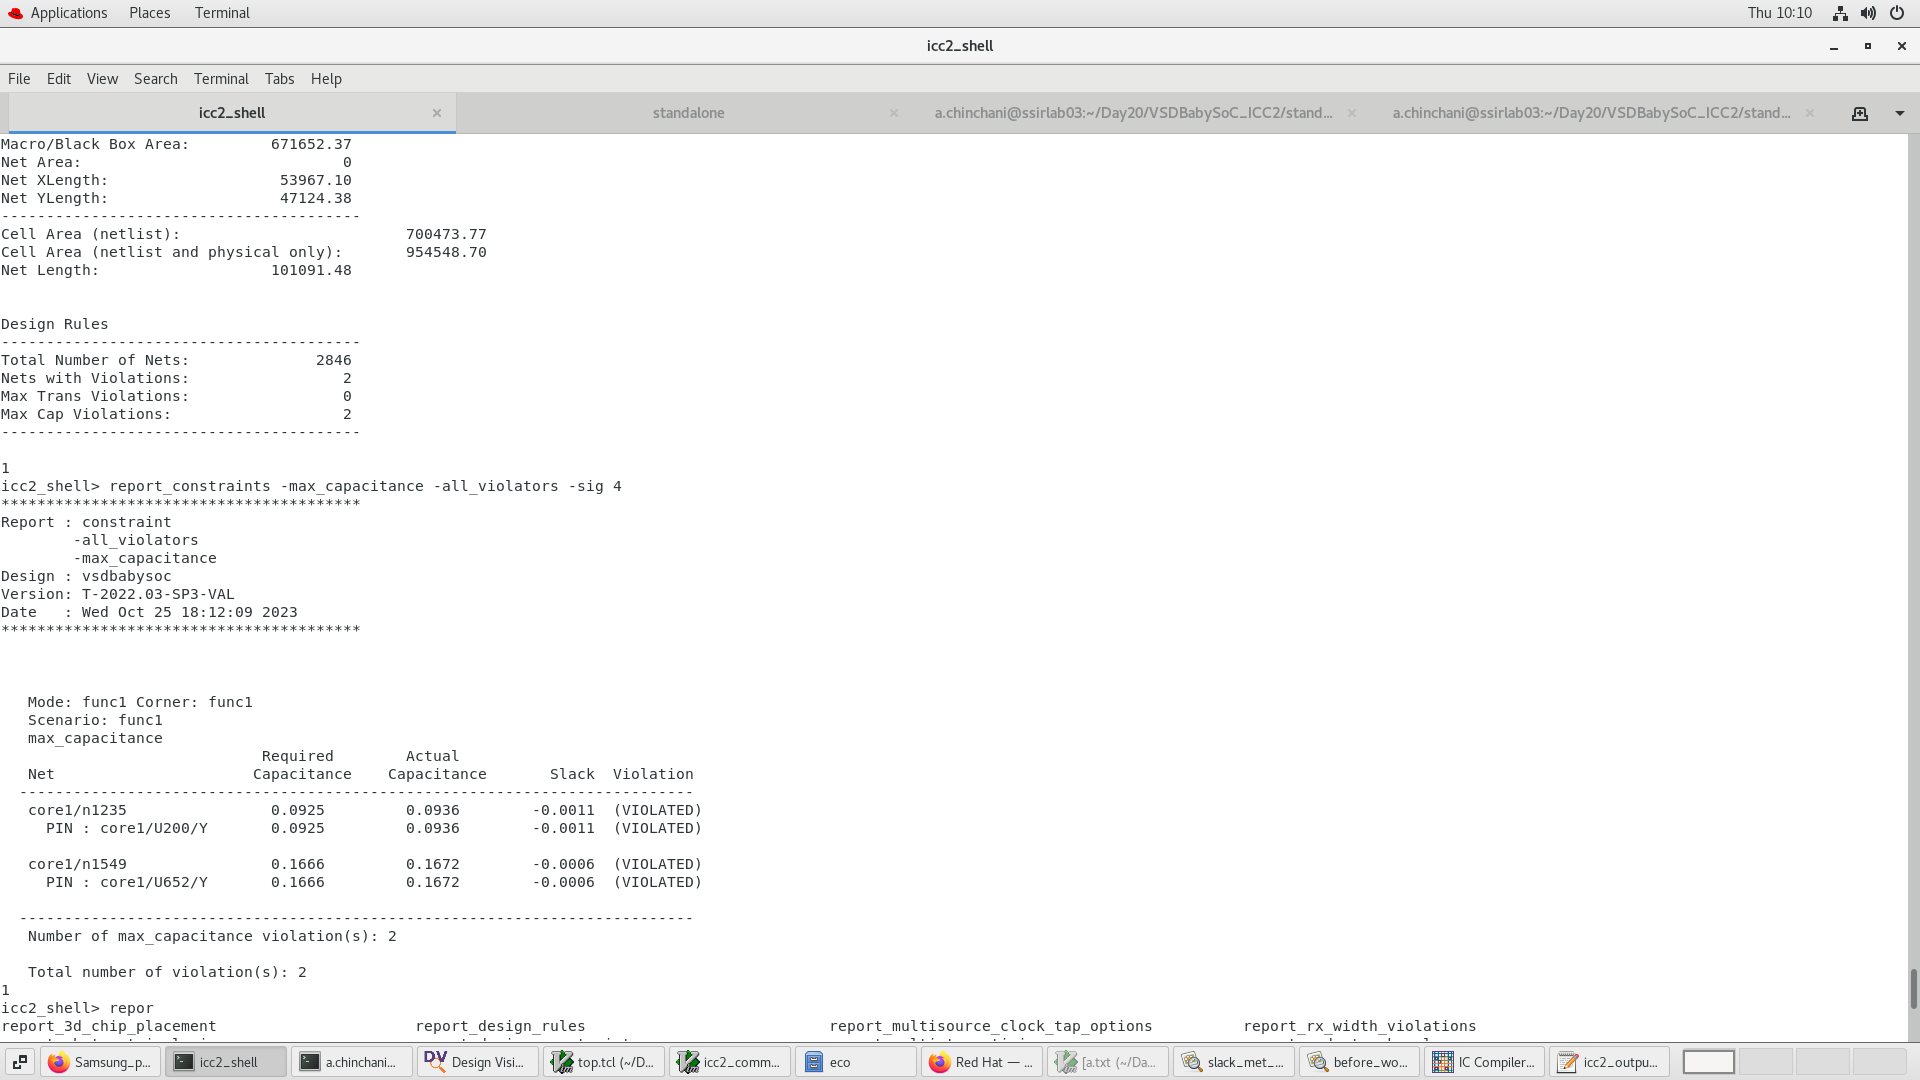 Applications Places Terminal Thu 10:10
icc2_shell
File Edit View Search Terminal Tabs Help
icc2_shell × standalone × a.chinchani@ssirlab03:~/Day20/VSDBabySoC_ICC2/stand... × a.chinchani@ssirlab03:~/Day20/VSDBabySoC_ICC2/stand... ×
Macro/Black Box Area: 671652.37
Net Area: 0
Net XLength: 53967.10
Net YLength: 47124.38
----------------------------------------
Cell Area (netlist): 700473.77
Cell Area (netlist and physical only): 954548.70
Net Length: 101091.48
Design Rules
----------------------------------------
Total Number of Nets: 2846
Nets with Violations: 2
Max Trans Violations: 0
Max Cap Violations: 2
----------------------------------------
1
icc2_shell> report_constraints -max_capacitance -all_violators -sig 4
****************************************
Report : constraint
-all_violators
-max_capacitance
Design : vsdbabysoc
Version: T-2022.03-SP3-VAL
Date : Wed Oct 25 18:12:09 2023
****************************************
Mode: func1 Corner: func1
Scenario: func1
max_capacitance
Required Actual
Net Capacitance Capacitance Slack Violation
---------------------------------------------------------------------------
core1/n1235 0.0925 0.0936 -0.0011 (VIOLATED)
PIN : core1/U200/Y 0.0925 0.0936 -0.0011 (VIOLATED)
core1/n1549 0.1666 0.1672 -0.0006 (VIOLATED)
PIN : core1/U652/Y 0.1666 0.1672 -0.0006 (VIOLATED)
---------------------------------------------------------------------------
Number of max_capacitance violation(s): 2
Total number of violation(s): 2
1
icc2_shell> repor
report_3d_chip_placement report_design_rules report_multisource_clock_tap_options report_rx_width_violations
Samsung_p... icc2_shell a.chinchani... Design Visi... top.tcl (~/D... icc2_comm... eco Red Hat — ... [a.txt (~/Da... slack_met_... before_wo... IC Compiler... icc2_outpu...